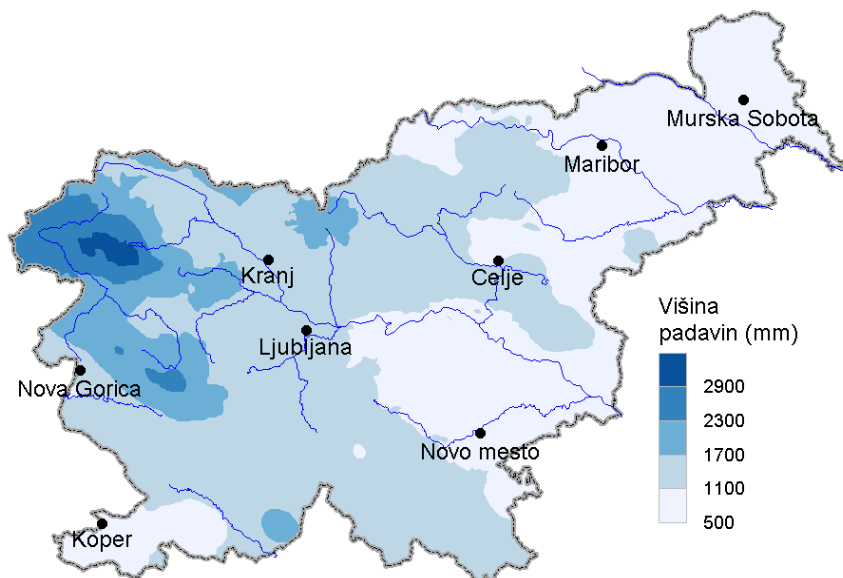 Murska Sobota
Maribor
Kranj
Celje
Ljubljana
Nova Gorica
Novo mesto
Koper
Višina
padavin (mm)
2900
2300
1700
1100
500